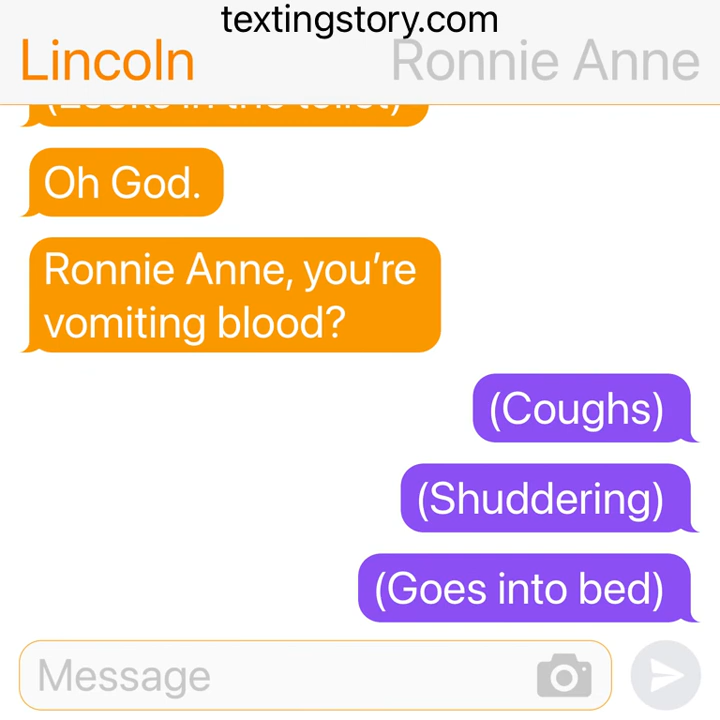 textingstory.com
Lincoln
Ronnie Anne
Oh God.
Ronnie Anne, you’re
vomiting blood?
(Coughs)
(Shuddering)
(Goes into bed)
Message